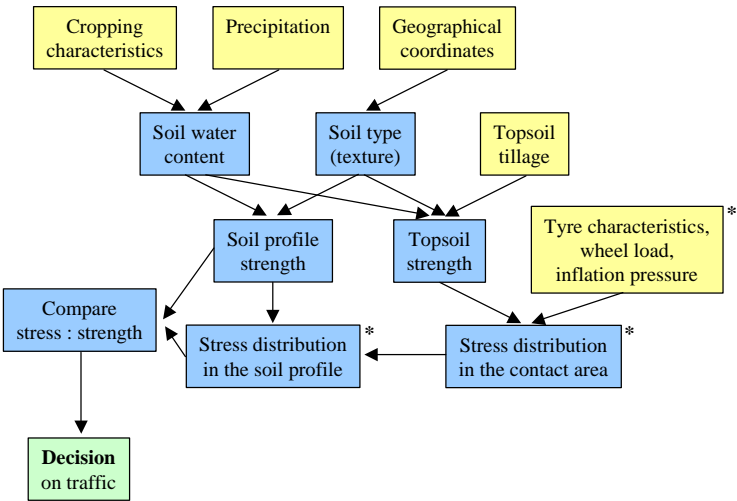 Cropping
characteristics
Precipitation
Geographical
coordinates
Soil water
content
Soil type
(texture)
Topsoil
tillage
Soil profile
strength
Topsoil
strength
Tyre characteristics,
wheel load,
inflation pressure
*
Compare
stress : strength
Stress distribution
in the soil profile
*
Stress distribution
in the contact area
*
Decision
on traffic